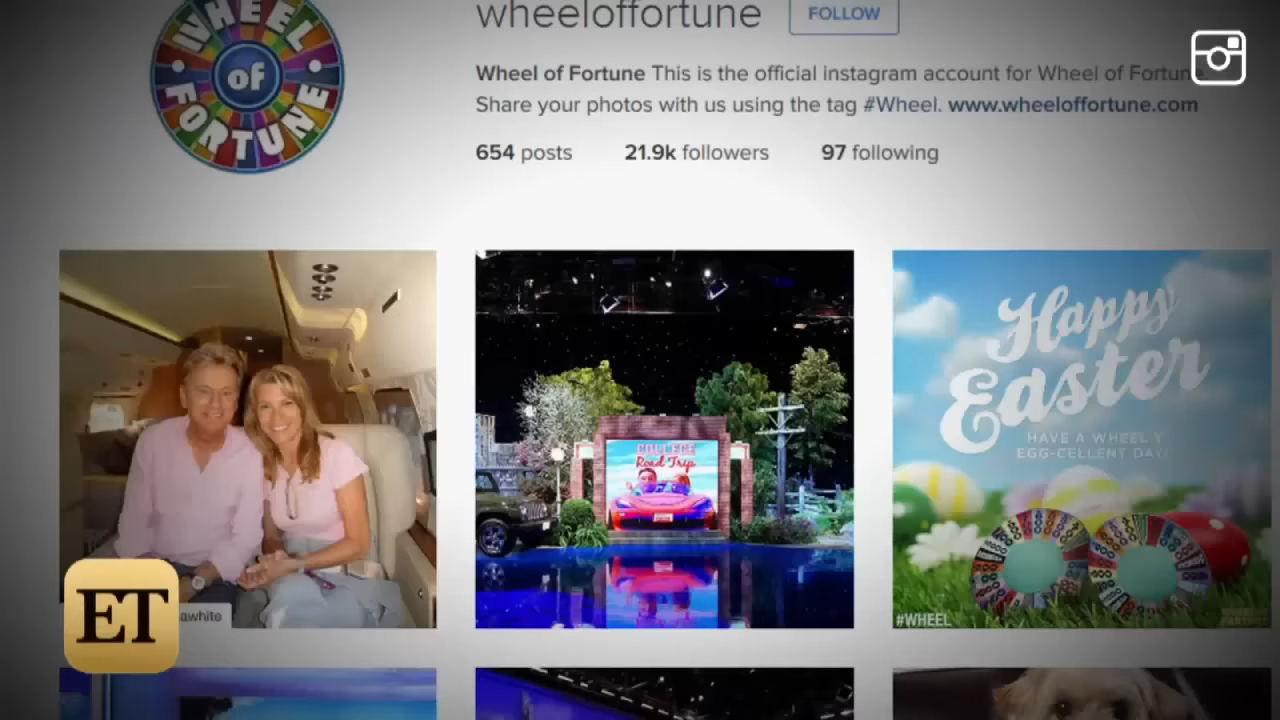 wheeloffortune
FOLLOW
WHEEL
OF
FORTUNE
Wheel of Fortune This is the official instagram account for Wheel of Fortun
Share your photos with us using the tag #Wheel. www.wheeloffortune.com
654 posts 21.9k followers 97 following
COLLEGE
Road Trip
Happy
Easter
HAVE A WHEEL Y
EGG-CELLENT DAY!
#WHEEL
ET
awhite